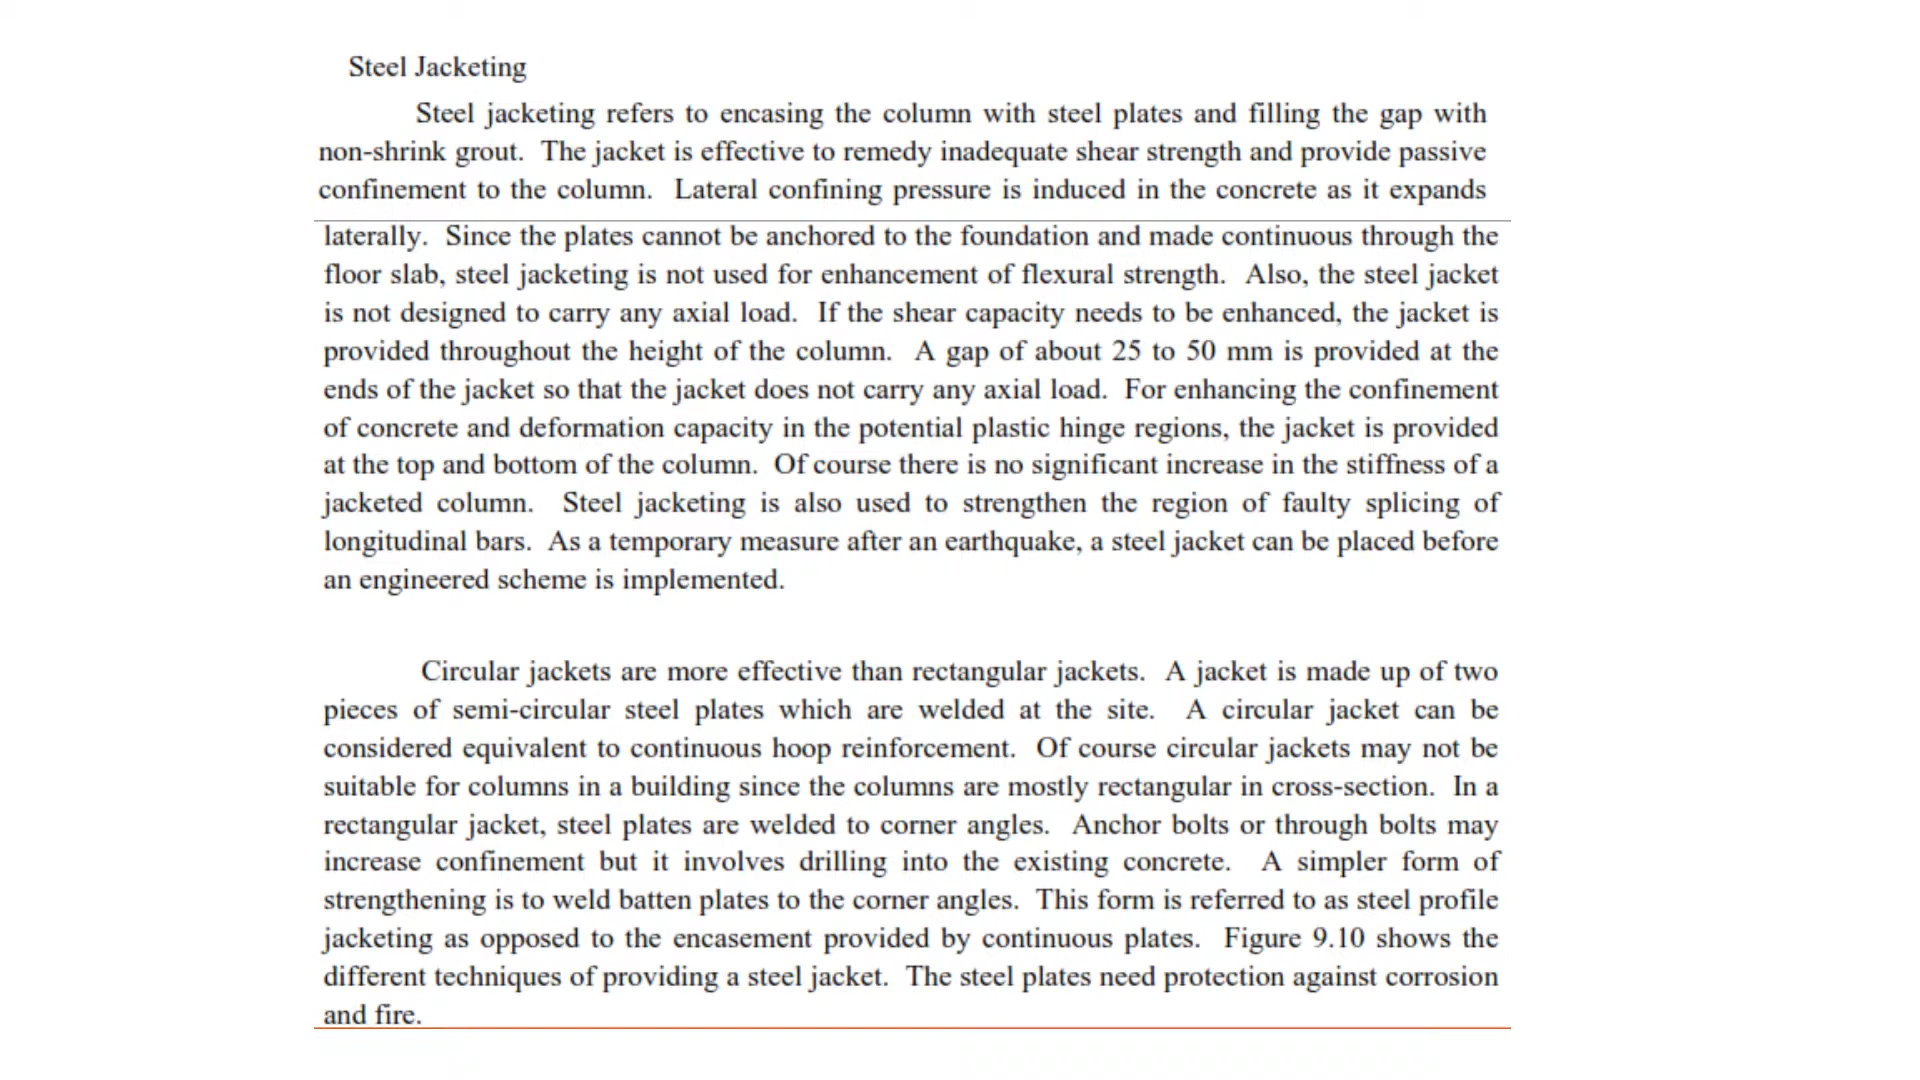 Steel Jacketing
Steel jacketing refers to encasing the column with steel plates and filling the gap with
non-shrink grout. The jacket is effective to remedy inadequate shear strength and provide passive
confinement to the column. Lateral confining pressure is induced in the concrete as it expands
laterally. Since the plates cannot be anchored to the foundation and made continuous through the
floor slab, steel jacketing is not used for enhancement of flexural strength. Also, the steel jacket
is not designed to carry any axial load. If the shear capacity needs to be enhanced, the jacket is
provided throughout the height of the column. A gap of about 25 to 50 mm is provided at the
ends of the jacket so that the jacket does not carry any axial load. For enhancing the confinement
of concrete and deformation capacity in the potential plastic hinge regions, the jacket is provided
at the top and bottom of the column. Of course there is no significant increase in the stiffness of a
jacketed column. Steel jacketing is also used to strengthen the region of faulty splicing of
longitudinal bars. As a temporary measure after an earthquake, a steel jacket can be placed before
an engineered scheme is implemented.
Circular jackets are more effective than rectangular jackets. A jacket is made up of two
pieces of semi-circular steel plates which are welded at the site. A circular jacket can be
considered equivalent to continuous hoop reinforcement. Of course circular jackets may not be
suitable for columns in a building since the columns are mostly rectangular in cross-section. In a
rectangular jacket, steel plates are welded to corner angles. Anchor bolts or through bolts may
increase confinement but it involves drilling into the existing concrete. A simpler form of
strengthening is to weld batten plates to the corner angles. This form is referred to as steel profile
jacketing as opposed to the encasement provided by continuous plates. Figure 9.10 shows the
different techniques of providing a steel jacket. The steel plates need protection against corrosion
and fire.